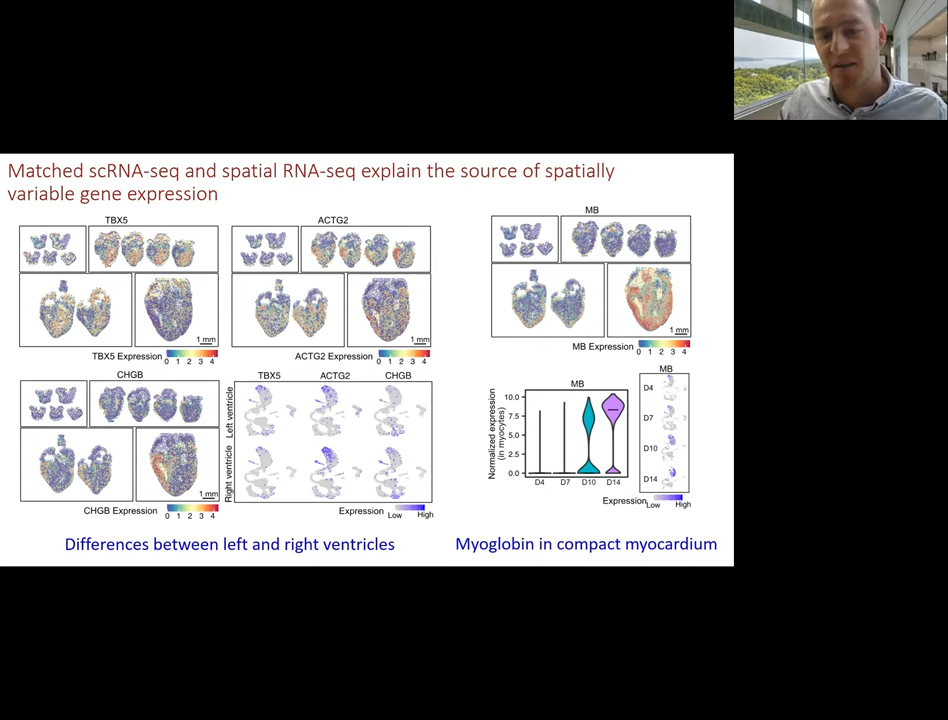 Matched scRNA-seq and spatial RNA-seq explain the source of spatially
variable gene expression
TBX5
1 mm
TBX5 Expression
0 1 2 3 4
ACTG2
1 mm
ACTG2 Expression
0 1 2 3 4
MB
1 mm
MB Expression
0 1 2 3 4
CHGB
1 mm
CHGB Expression
0 1 2 3 4
TBX5 ACTG2 CHGB
Left ventricle
Right ventricle
Expression
Low High
MB
Normalized expression
(in myocytes)
10.0
7.5
5.0
2.5
0.0
D4 D7 D10 D14
MB
D4
D7
D10
D14
Expression
Low High
Differences between left and right ventricles
Myoglobin in compact myocardium